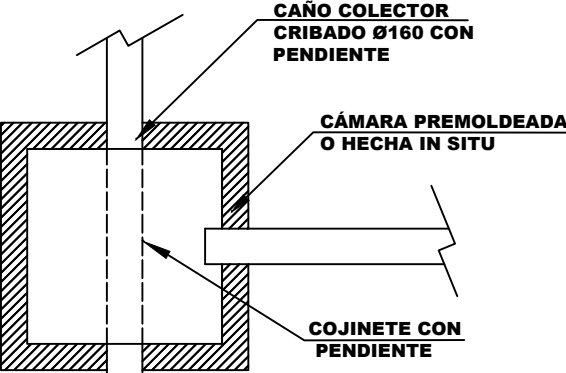 CAÑO COLECTOR
CRIBADO Ø160 CON
PENDIENTE
CÁMARA PREMOLDEADA
O HECHA IN SITU
COJINETE CON
PENDIENTE